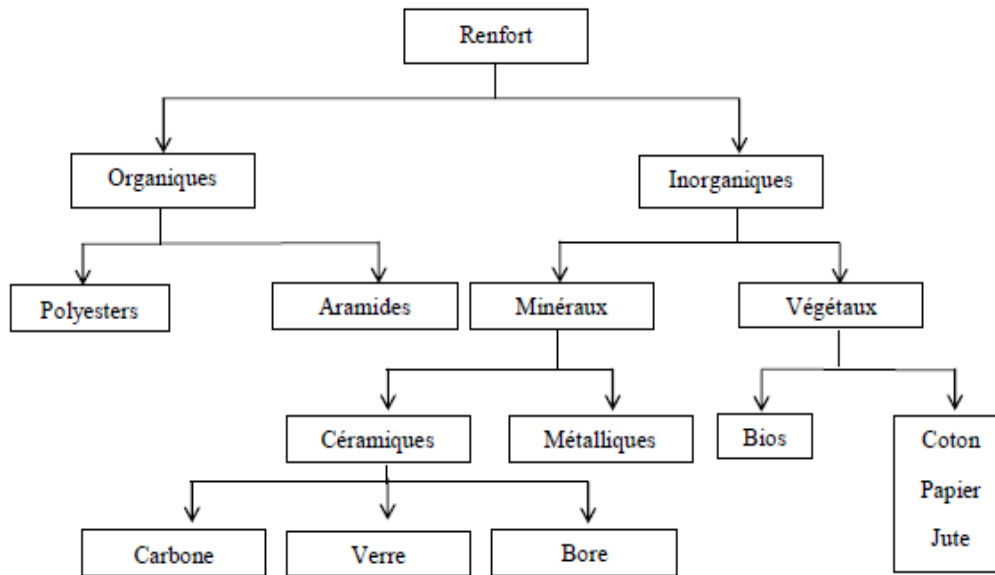 Renfort
Organiques
Inorganiques
Polyesters
Aramides
Minéraux
Végétaux
Céramiques
Métalliques
Bios
Coton
Papier
Jute
Carbone
Verre
Bore